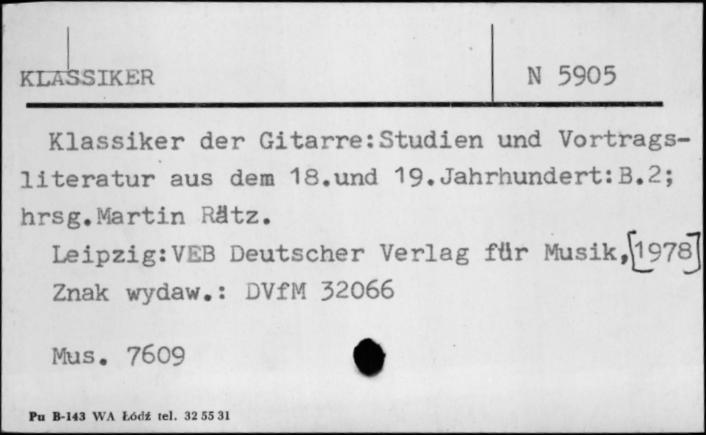 KLASSIKER
N 5905
Klassiker der Gitarre:Studien und Vortrags-
literatur aus dem 18.und 19.Jahrhundert:B.2;
hrsg.Martin Rätz.
Leipzig:VEB Deutscher Verlag für Musik,[1978]
Znak wydaw.: DVfM 32066
Mus. 7609
Pu B-143 WA Łódź tel. 32 55 31